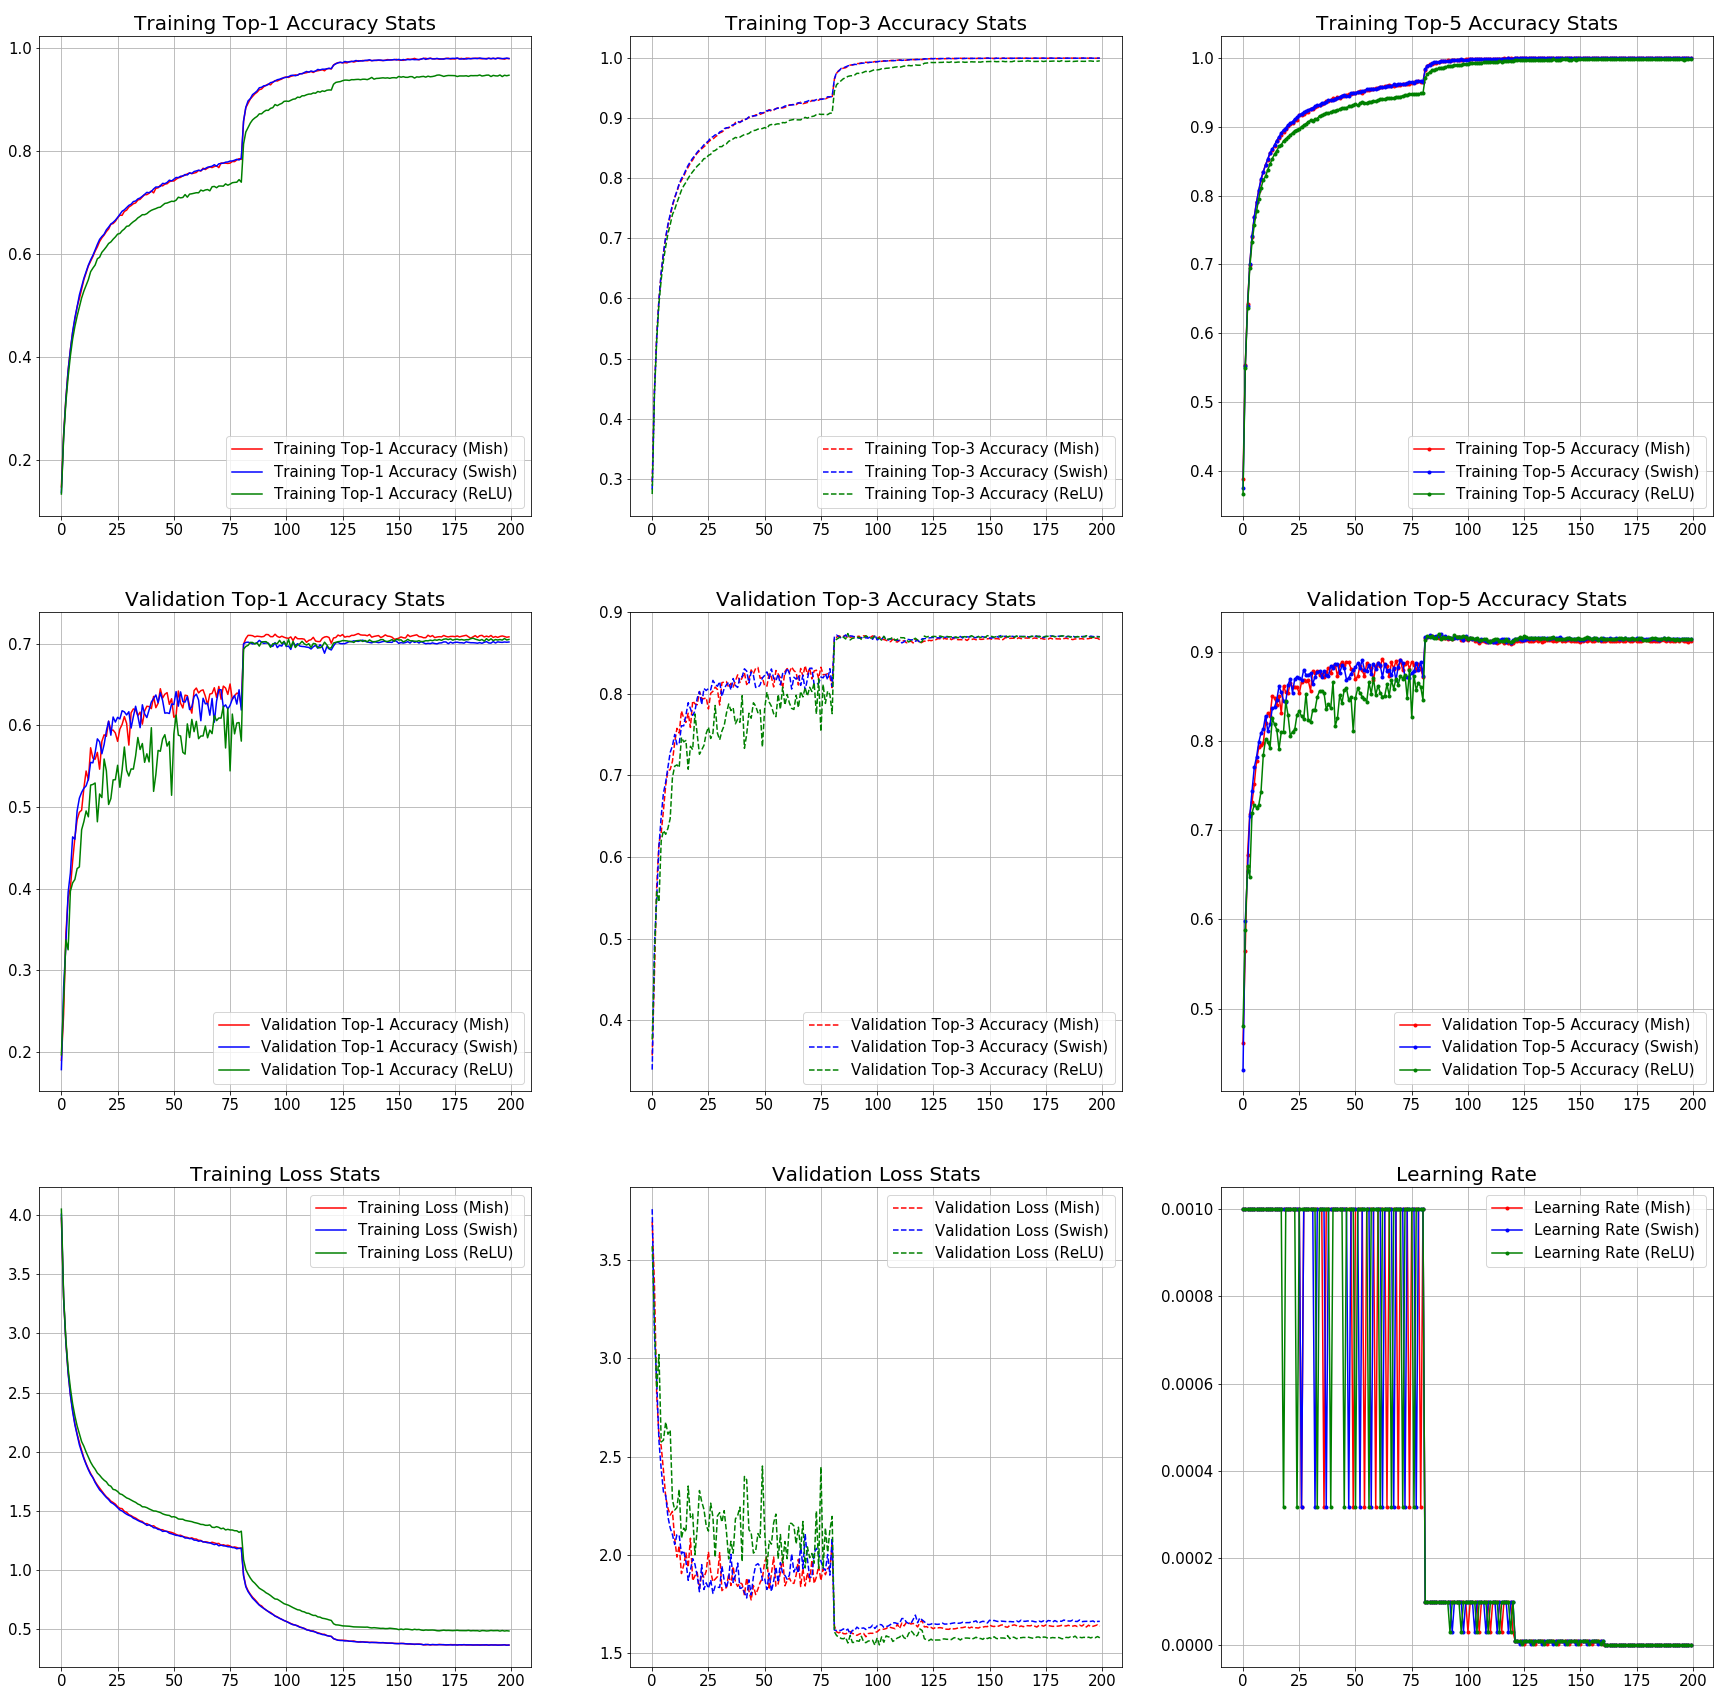 Training Top-1 Accuracy Stats
1.0
0.8
0.6
0.4
0.2
Training Top-1 Accuracy (Mish)
Training Top-1 Accuracy (Swish)
Training Top-1 Accuracy (ReLU)
0 25 50 75 100 125 150 175 200
Training Top-3 Accuracy Stats
1.0
0.9
0.8
0.7
0.6
0.5
0.4
0.3
Training Top-3 Accuracy (Mish)
Training Top-3 Accuracy (Swish)
Training Top-3 Accuracy (ReLU)
0 25 50 75 100 125 150 175 200
Training Top-5 Accuracy Stats
1.0
0.9
0.8
0.7
0.6
0.5
0.4
Training Top-5 Accuracy (Mish)
Training Top-5 Accuracy (Swish)
Training Top-5 Accuracy (ReLU)
0 25 50 75 100 125 150 175 200
Validation Top-1 Accuracy Stats
0.7
0.6
0.5
0.4
0.3
0.2
Validation Top-1 Accuracy (Mish)
Validation Top-1 Accuracy (Swish)
Validation Top-1 Accuracy (ReLU)
0 25 50 75 100 125 150 175 200
Validation Top-3 Accuracy Stats
0.9
0.8
0.7
0.6
0.5
0.4
Validation Top-3 Accuracy (Mish)
Validation Top-3 Accuracy (Swish)
Validation Top-3 Accuracy (ReLU)
0 25 50 75 100 125 150 175 200
Validation Top-5 Accuracy Stats
0.9
0.8
0.7
0.6
0.5
Validation Top-5 Accuracy (Mish)
Validation Top-5 Accuracy (Swish)
Validation Top-5 Accuracy (ReLU)
0 25 50 75 100 125 150 175 200
Training Loss Stats
4.0
3.5
3.0
2.5
2.0
1.5
1.0
0.5
Training Loss (Mish)
Training Loss (Swish)
Training Loss (ReLU)
0 25 50 75 100 125 150 175 200
Validation Loss Stats
3.5
3.0
2.5
2.0
1.5
Validation Loss (Mish)
Validation Loss (Swish)
Validation Loss (ReLU)
0 25 50 75 100 125 150 175 200
Learning Rate
0.0010
0.0008
0.0006
0.0004
0.0002
0.0000
Learning Rate (Mish)
Learning Rate (Swish)
Learning Rate (ReLU)
0 25 50 75 100 125 150 175 200